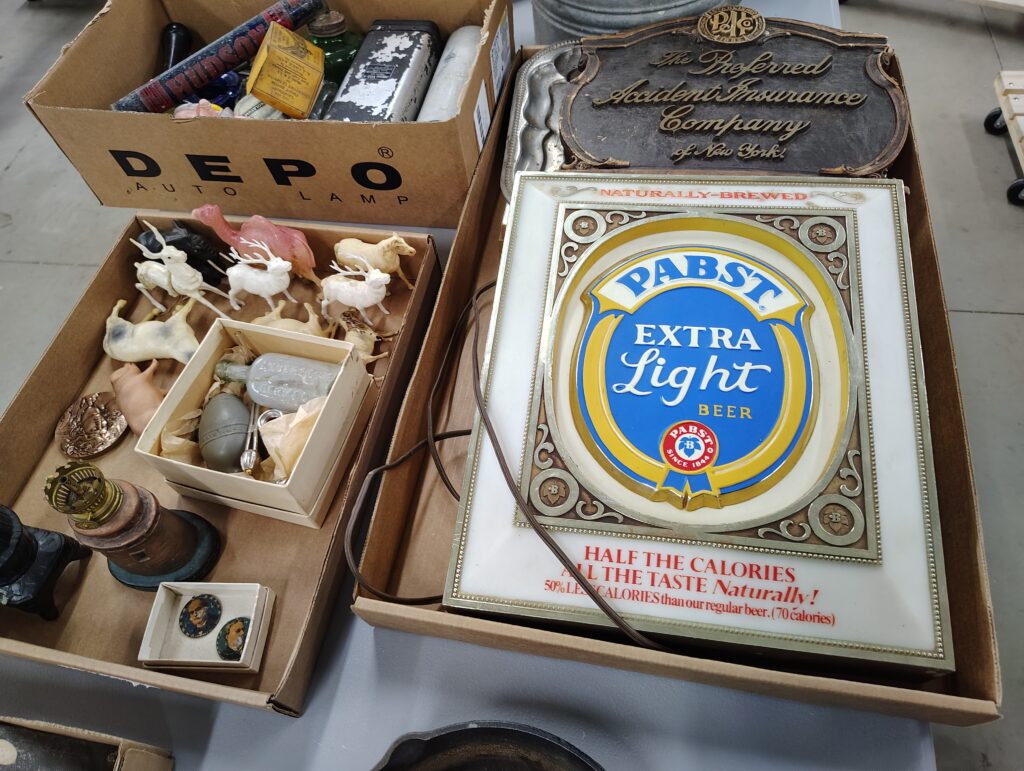 WILSON
DEPO®
AUTO LAMP
The Preferred
Accident Insurance
Company
of New York.
NATURALLY-BREWED
PABST
EXTRA
Light
BEER
PABST
B
SINCE 1844
HALF THE CALORIES
ALL THE TASTE Naturally!
50% LESS CALORIES than our regular beer. (70 calories)
B
B
B